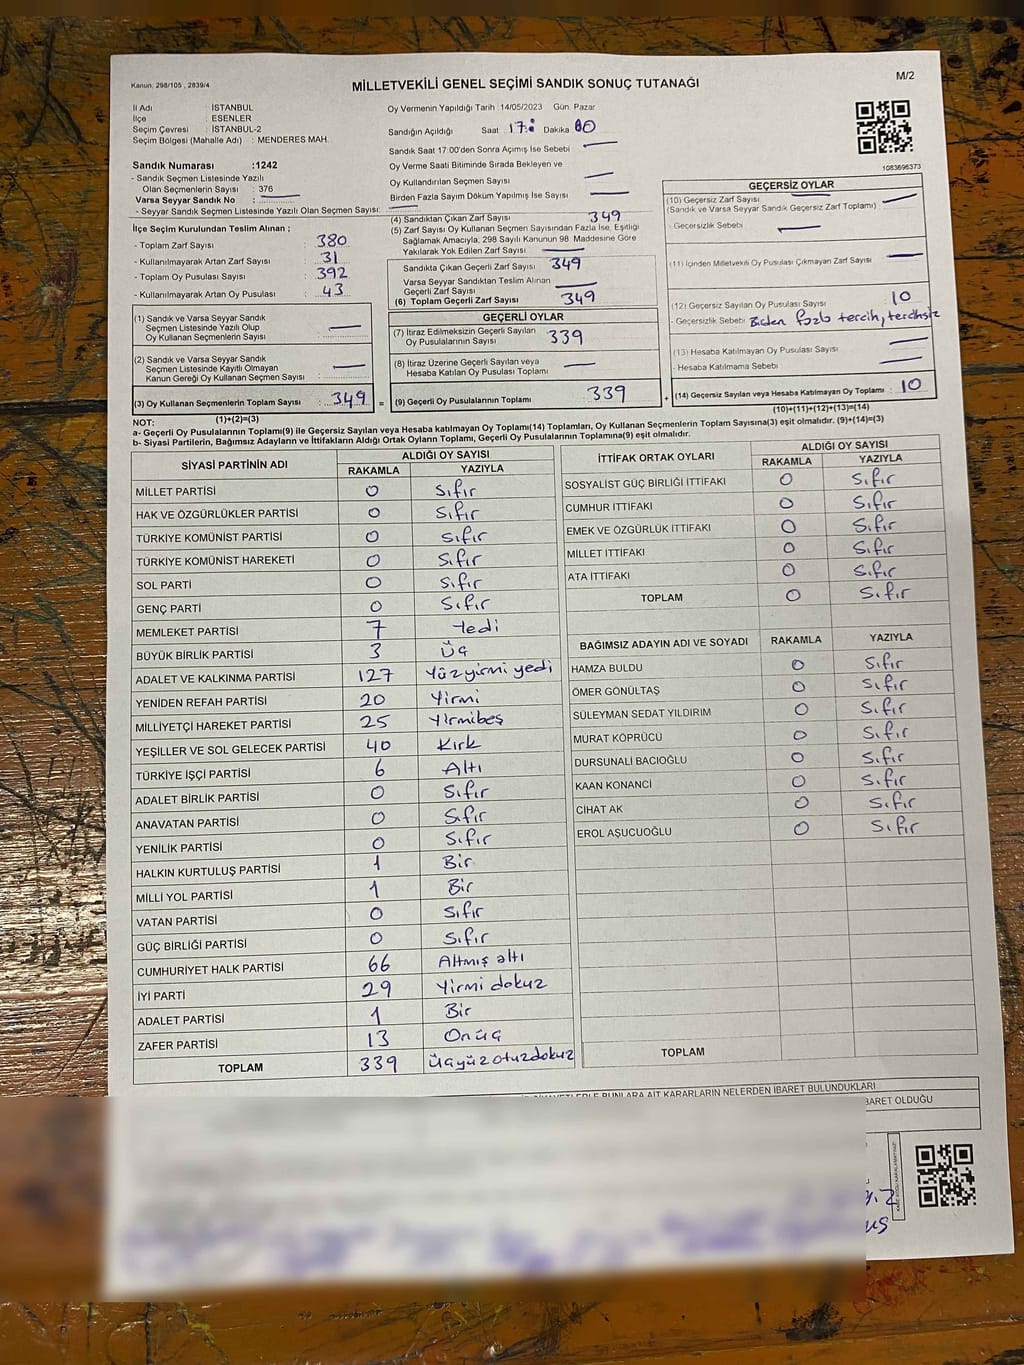 Kanun: 298/105 , 2839/4
MİLLETVEKİLİ GENEL SEÇİMİ SANDIK SONUÇ TUTANAĞI
M/2
İl Adı : İSTANBUL
İlçe : ESENLER
Seçim Çevresi : İSTANBUL-2
Seçim Bölgesi (Mahalle Adı) : MENDERES MAH.
Sandık Numarası :1242
- Sandık Seçmen Listesinde Yazılı
Olan Seçmenlerin Sayısı : 376
Varsa Seyyar Sandık No :
- Seyyar Sandık Seçmen Listesinde Yazılı Olan Seçmen Sayısı:
İlçe Seçim Kurulundan Teslim Alınan ;
- Toplam Zarf Sayısı : 380
- Kullanılmayarak Artan Zarf Sayısı : 31
- Toplam Oy Pusulası Sayısı : 392
- Kullanılmayarak Artan Oy Pusulası : 43
(1) Sandık ve Varsa Seyyar Sandık
Seçmen Listesinde Yazılı Olup
Oy Kullanan Seçmenlerin Sayısı :
(2) Sandık ve Varsa Seyyar Sandık
Seçmen Listesinde Kayıtlı Olmayan
Kanun Gereği Oy Kullanan Seçmen Sayısı :
(3) Oy Kullanan Seçmenlerin Toplam Sayısı : 349 =
(1)+(2)=(3)
Oy Vermenin Yapıldığı Tarih :14/05/2023 Gün: Pazar
Sandığın Açıldığı Saat 17: Dakika 00
Sandık Saat 17:00'den Sonra Açımış İse Sebebi
Oy Verme Saati Bitiminde Sırada Bekleyen ve
Oy Kullandırılan Seçmen Sayısı
Birden Fazla Sayım Döküm Yapılmış İse Sayısı
(4) Sandıktan Çıkan Zarf Sayısı 349
(5) Zarf Sayısı Oy Kullanan Seçmen Sayısından Fazla İse, Eşitliği
Sağlamak Amacıyla; 298 Sayılı Kanunun 98. Maddesine Göre
Yakılarak Yok Edilen Zarf Sayısı
Sandıkta Çıkan Geçerli Zarf Sayısı 349
Varsa Seyyar Sandıktan Teslim Alınan
Geçerli Zarf Sayısı
(6) Toplam Geçerli Zarf Sayısı 349
GEÇERLİ OYLAR
(7) İtiraz Edilmeksizin Geçerli Sayılan
Oy Pusulalarının Sayısı 339
(8) İtiraz Üzerine Geçerli Sayılan veya
Hesaba Katılan Oy Pusulası Toplamı
(9) Geçerli Oy Pusulalarının Toplamı 339 +
1083696373
GEÇERSİZ OYLAR
(10) Geçersiz Zarf Sayısı
(Sandık ve Varsa Seyyar Sandık Geçersiz Zarf Toplamı)
- Geçersizlik Sebebi
(11) İçinden Milletvekili Oy Pusulası Çıkmayan Zarf Sayısı
(12) Geçersiz Sayılan Oy Pusulası Sayısı 10
- Geçersizlik Sebebi Birden fazla tercih, tercihsiz
(13) Hesaba Katılmayan Oy Pusulası Sayısı
- Hesaba Katılmama Sebebi
(14) Geçersiz Sayılan veya Hesaba Katılmayan Oy Toplamı : 10
(10)+(11)+(12)+(13)=(14)
NOT:
a- Geçerli Oy Pusulalarının Toplamı(9) ile Geçersiz Sayılan veya Hesaba katılmayan Oy Toplamı(14) Toplamları, Oy Kullanan Seçmenlerin Toplam Sayısına(3) eşit olmalıdır. (9)+(14)=(3)
b- Siyasi Partilerin, Bağımsız Adayların ve İttifakların Aldığı Ortak Oyların Toplamı, Geçerli Oy Pusulalarının Toplamına(9) eşit olmalıdır.
SİYASİ PARTİNİN ADI ALDIĞI OY SAYISI
RAKAMLA YAZIYLA
MİLLET PARTİSİ 0 Sıfır
HAK VE ÖZGÜRLÜKLER PARTİSİ 0 Sıfır
TÜRKİYE KOMÜNİST PARTİSİ 0 Sıfır
TÜRKİYE KOMÜNİST HAREKETİ 0 Sıfır
SOL PARTİ 0 Sıfır
GENÇ PARTİ 0 Sıfır
MEMLEKET PARTİSİ 7 Yedi
BÜYÜK BİRLİK PARTİSİ 3 Üç
ADALET VE KALKINMA PARTİSİ 127 Yüzyirmi yedi
YENİDEN REFAH PARTİSİ 20 Yirmi
MİLLİYETÇİ HAREKET PARTİSİ 25 Yirmibeş
YEŞİLLER VE SOL GELECEK PARTİSİ 40 Kırk
TÜRKİYE İŞÇİ PARTİSİ 6 Altı
ADALET BİRLİK PARTİSİ 0 Sıfır
ANAVATAN PARTİSİ 0 Sıfır
YENİLİK PARTİSİ 0 Sıfır
HALKIN KURTULUŞ PARTİSİ 1 Bir
MİLLİ YOL PARTİSİ 1 Bir
VATAN PARTİSİ 0 Sıfır
GÜÇ BİRLİĞİ PARTİSİ 0 Sıfır
CUMHURİYET HALK PARTİSİ 66 Altmış altı
İYİ PARTİ 29 Yirmi dokuz
ADALET PARTİSİ 1 Bir
ZAFER PARTİSİ 13 Onüç
TOPLAM 339 Üçyüzotuzdokuz
İTTİFAK ORTAK OYLARI ALDIĞI OY SAYISI
RAKAMLA YAZIYLA
SOSYALİST GÜÇ BİRLİĞİ İTTİFAKI 0 Sıfır
CUMHUR İTTİFAKI 0 Sıfır
EMEK VE ÖZGÜRLÜK İTTİFAKI 0 Sıfır
MİLLET İTTİFAKI 0 Sıfır
ATA İTTİFAKI 0 Sıfır
TOPLAM 0 Sıfır
BAĞIMSIZ ADAYIN ADI VE SOYADI RAKAMLA YAZIYLA
HAMZA BULDU 0 Sıfır
ÖMER GÖNÜLTAŞ 0 Sıfır
SÜLEYMAN SEDAT YILDIRIM 0 Sıfır
MURAT KÖPRÜCÜ 0 Sıfır
DURSUNALİ BACIOĞLU 0 Sıfır
KAAN KONANCİ 0 Sıfır
CİHAT AK 0 Sıfır
EROL AŞUCUOĞLU 0 Sıfır
TOPLAM
BUNLARA AİT KARARLARIN NELERDEN İBARET BULUNDUKLARI
BARET OLDUĞU